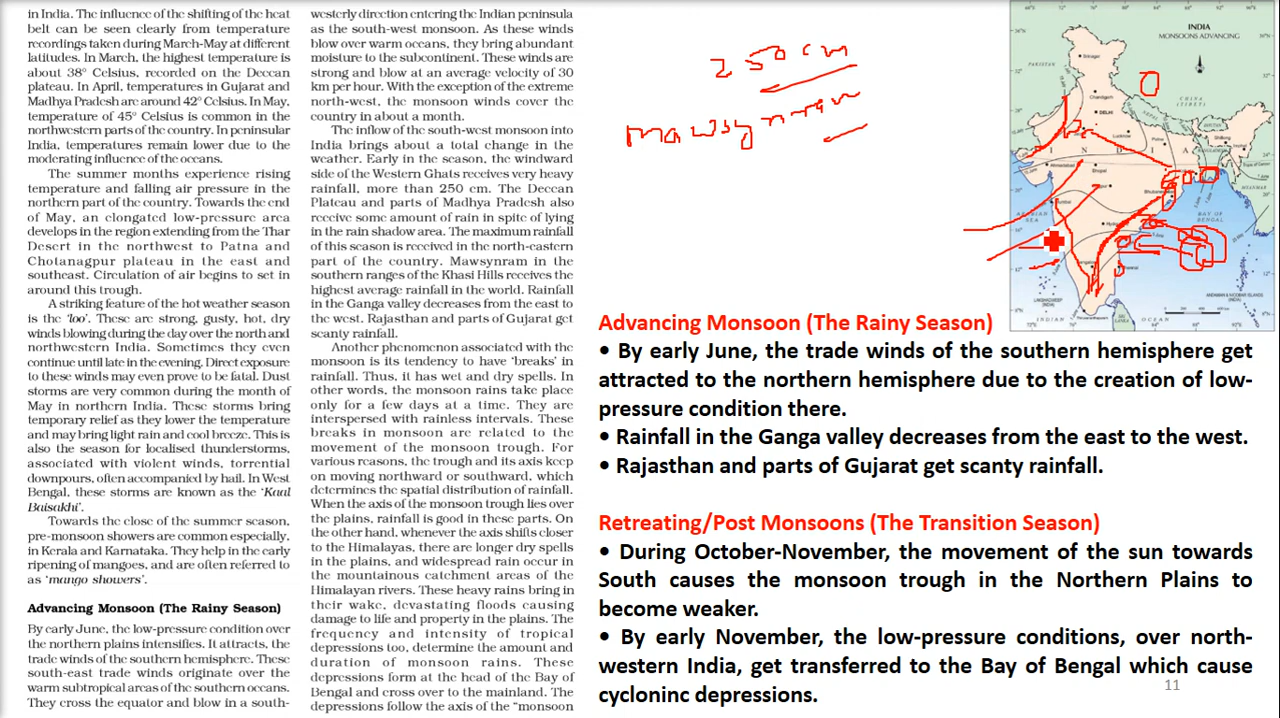 in India. The influence of the shifting of the heat
belt can be seen clearly from temperature
recordings taken during March-May at different
latitudes. In March, the highest temperature is
about 38° Celsius, recorded on the Deccan
plateau. In April, temperatures in Gujarat and
Madhya Pradesh are around 42° Celsius. In May,
temperature of 45° Celsius is common in the
northwestern parts of the country. In peninsular
India, temperatures remain lower due to the
moderating influence of the oceans.
The summer months experience rising
temperature and falling air pressure in the
northern part of the country. Towards the end
of May, an elongated low-pressure area
develops in the region extending from the Thar
Desert in the northwest to Patna and
Chotanagpur plateau in the east and
southeast. Circulation of air begins to set in
around this trough.
A striking feature of the hot weather season
is the 'loo'. These are strong, gusty, hot, dry
winds blowing during the day over the north and
northwestern India. Sometimes they even
continue until late in the evening. Direct exposure
to these winds may even prove to be fatal. Dust
storms are very common during the month of
May in northern India. These storms bring
temporary relief as they lower the temperature
and may bring light rain and cool breeze. This is
also the season for localised thunderstorms,
associated with violent winds, torrential
downpours, often accompanied by hail. In West
Bengal, these storms are known as the 'Kaal
Baisakhi'.
Towards the close of the summer season,
pre-monsoon showers are common especially,
in Kerala and Karnataka. They help in the early
ripening of mangoes, and are often referred to
as 'mango showers'.
Advancing Monsoon (The Rainy Season)
By early June, the low-pressure condition over
the northern plains intensifies. It attracts, the
trade winds of the southern hemisphere. These
south-east trade winds originate over the
warm subtropical areas of the southern oceans.
They cross the equator and blow in a south-
westerly direction entering the Indian peninsula
as the south-west monsoon. As these winds
blow over warm oceans, they bring abundant
moisture to the subcontinent. These winds are
strong and blow at an average velocity of 30
km per hour. With the exception of the extreme
north-west, the monsoon winds cover the
country in about a month.
The inflow of the south-west monsoon into
India brings about a total change in the
weather. Early in the season, the windward
side of the Western Ghats receives very heavy
rainfall, more than 250 cm. The Deccan
Plateau and parts of Madhya Pradesh also
receive some amount of rain in spite of lying
in the rain shadow area. The maximum rainfall
of this season is received in the north-eastern
part of the country. Mawsynram in the
southern ranges of the Khasi Hills receives the
highest average rainfall in the world. Rainfall
in the Ganga valley decreases from the east to
the west. Rajasthan and parts of Gujarat get
scanty rainfall.
Another phenomenon associated with the
monsoon is its tendency to have 'breaks' in
rainfall. Thus, it has wet and dry spells. In
other words, the monsoon rains take place
only for a few days at a time. They are
interspersed with rainless intervals. These
breaks in monsoon are related to the
movement of the monsoon trough. For
various reasons, the trough and its axis keep
on moving northward or southward, which
determines the spatial distribution of rainfall.
When the axis of the monsoon trough lies over
the plains, rainfall is good in these parts. On
the other hand, whenever the axis shifts closer
to the Himalayas, there are longer dry spells
in the plains, and widespread rain occur in
the mountainous catchment areas of the
Himalayan rivers. These heavy rains bring in
their wake, devastating floods causing
damage to life and property in the plains. The
frequency and intensity of tropical
depressions too, determine the amount and
duration of monsoon rains. These
depressions form at the head of the Bay of
Bengal and cross over to the mainland. The
depressions follow the axis of the "monsoon
250 cm
mawsynram
INDIA
MONSOONS ADVANCING
PAKISTAN
Srinagar
Chandigarh
DELHI
CHINA
(TIBET)
Lucknow
I N D I A
Bhopal
MYANMAR
Mumbai
BAY OF
BENGAL
LAKSHADWEEP
(INDIA)
ANDAMAN & NICOBAR ISLANDS
(INDIA)
SRI
LANKA
INDIAN
OCEAN
Advancing Monsoon (The Rainy Season)
• By early June, the trade winds of the southern hemisphere get
attracted to the northern hemisphere due to the creation of low-
pressure condition there.
• Rainfall in the Ganga valley decreases from the east to the west.
• Rajasthan and parts of Gujarat get scanty rainfall.
Retreating/Post Monsoons (The Transition Season)
• During October-November, the movement of the sun towards
South causes the monsoon trough in the Northern Plains to
become weaker.
• By early November, the low-pressure conditions, over north-
western India, get transferred to the Bay of Bengal which cause
cycloninc depressions.
11